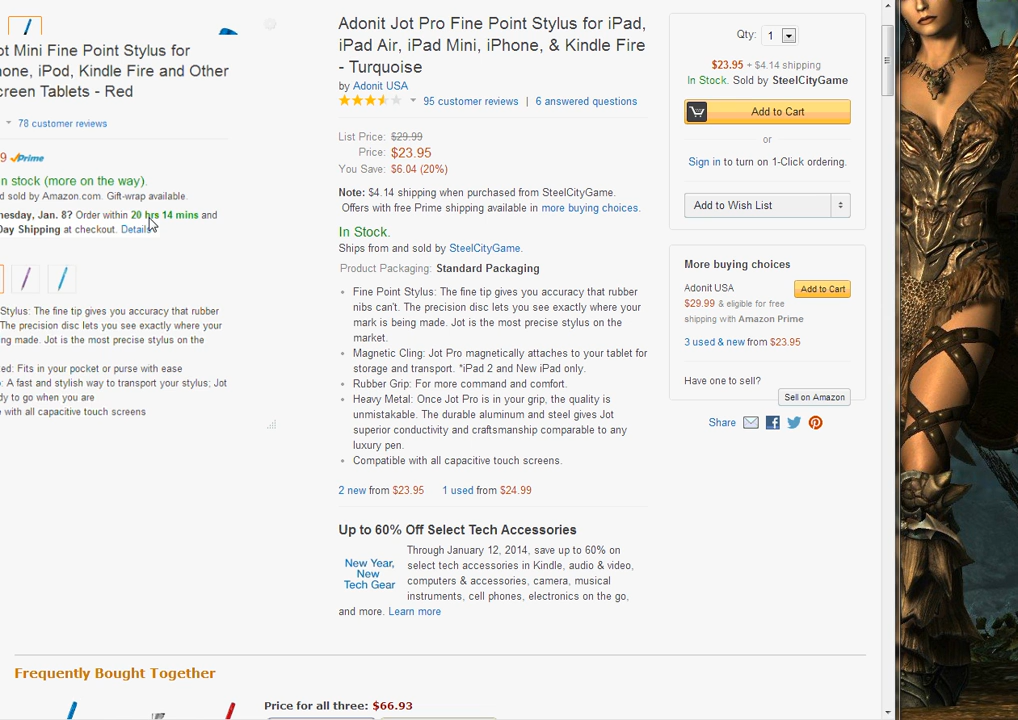 ot Mini Fine Point Stylus for
one, iPod, Kindle Fire and Other
creen Tablets - Red
78 customer reviews
9 Prime
n stock (more on the way).
d sold by Amazon.com. Gift-wrap available.
nesday, Jan. 8? Order within 20 hrs 14 mins and
Day Shipping at checkout. Details
Stylus: The fine tip gives you accuracy that rubber
The precision disc lets you see exactly where your
ng made. Jot is the most precise stylus on the
ed: Fits in your pocket or purse with ease
: A fast and stylish way to transport your stylus; Jot
dy to go when you are
e with all capacitive touch screens
Adonit Jot Pro Fine Point Stylus for iPad,
iPad Air, iPad Mini, iPhone, & Kindle Fire
- Turquoise
by Adonit USA
95 customer reviews | 6 answered questions
List Price: $29.99
Price: $23.95
You Save: $6.04 (20%)
Note: $4.14 shipping when purchased from SteelCityGame.
Offers with free Prime shipping available in more buying choices.
In Stock.
Ships from and sold by SteelCityGame.
Product Packaging: Standard Packaging
Fine Point Stylus: The fine tip gives you accuracy that rubber
nibs can't. The precision disc lets you see exactly where your
mark is being made. Jot is the most precise stylus on the
market.
Magnetic Cling: Jot Pro magnetically attaches to your tablet for
storage and transport. *iPad 2 and New iPad only.
Rubber Grip: For more command and comfort.
Heavy Metal: Once Jot Pro is in your grip, the quality is
unmistakable. The durable aluminum and steel gives Jot
superior conductivity and craftsmanship comparable to any
luxury pen.
Compatible with all capacitive touch screens.
2 new from $23.95 1 used from $24.99
Up to 60% Off Select Tech Accessories
New Year,
New
Tech Gear
Through January 12, 2014, save up to 60% on
select tech accessories in Kindle, audio & video,
computers & accessories, camera, musical
instruments, cell phones, electronics on the go,
and more. Learn more
Qty: 1
$23.95 + $4.14 shipping
In Stock. Sold by SteelCityGame
Add to Cart
or
Sign in to turn on 1-Click ordering.
Add to Wish List
More buying choices
Adonit USA Add to Cart
$29.99 & eligible for free
shipping with Amazon Prime
3 used & new from $23.95
Have one to sell?
Sell on Amazon
Share
Frequently Bought Together
Price for all three: $66.93